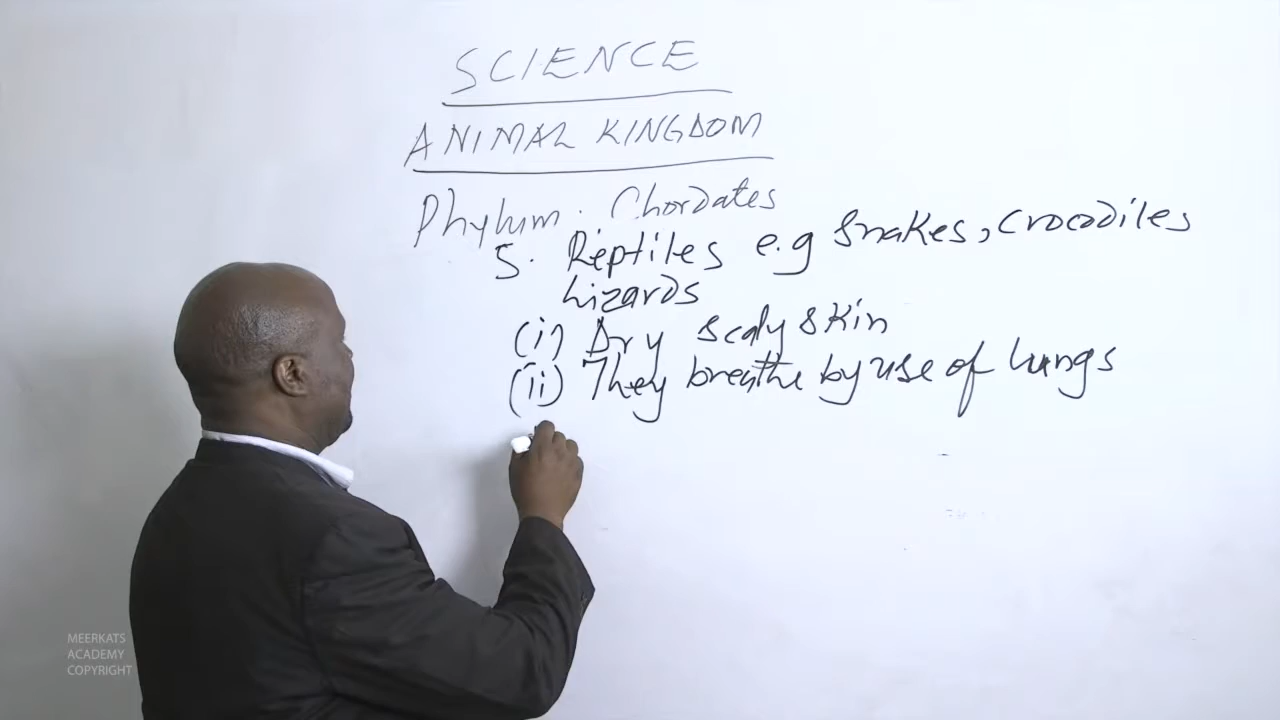 SCIENCE
ANIMAL KINGDOM
Phylum. Chordates
5. Reptiles e.g Snakes, Crocodiles
Lizards
(i) Dry scaly skin
(ii) They breathe by use of lungs
MEERKATS
ACADEMY
COPYRIGHT